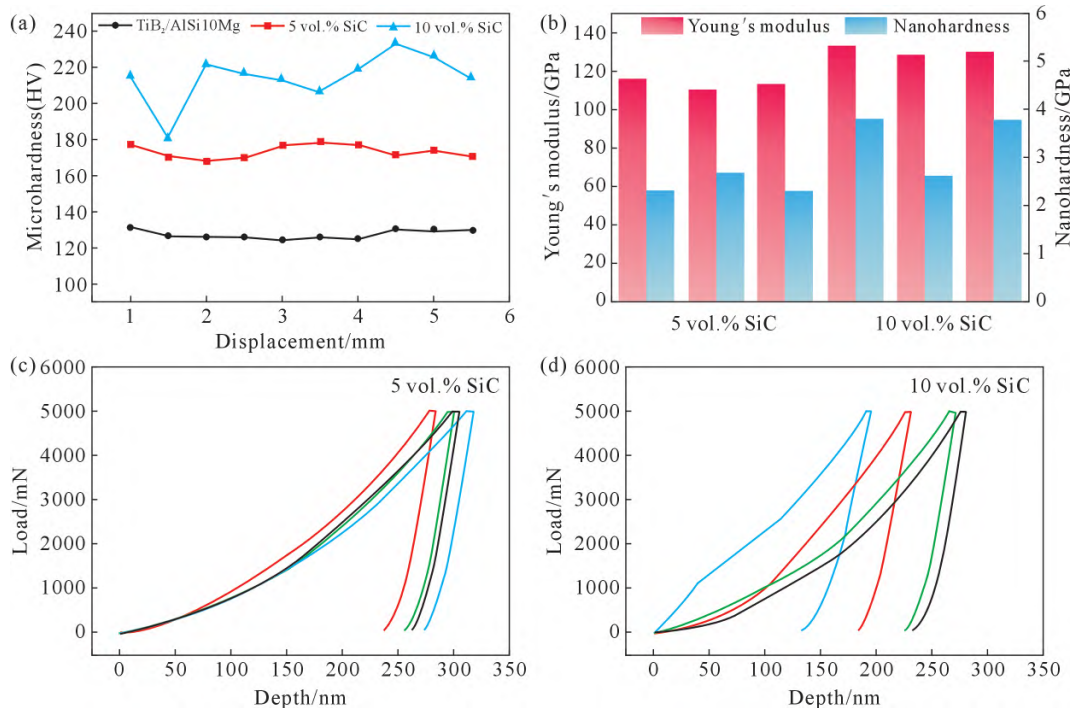 (a)
TiB₂/AlSi10Mg
5 vol.% SiC
10 vol.% SiC
240
220
200
180
160
140
120
100
Microhardness(HV)
1
2
3
4
5
6
Displacement/mm
(b)
Young′s modulus
Nanohardness
140
120
100
80
60
40
20
0
Young′s modulus/GPa
6
5
4
3
2
1
0
Nanohardness/GPa
5 vol.% SiC
10 vol.% SiC
(c)
5 vol.% SiC
6000
5000
4000
3000
2000
1000
0
Load/mN
0
50
100
150
200
250
300
350
Depth/nm
(d)
10 vol.% SiC
6000
5000
4000
3000
2000
1000
0
Load/mN
0
50
100
150
200
250
300
350
Depth/nm